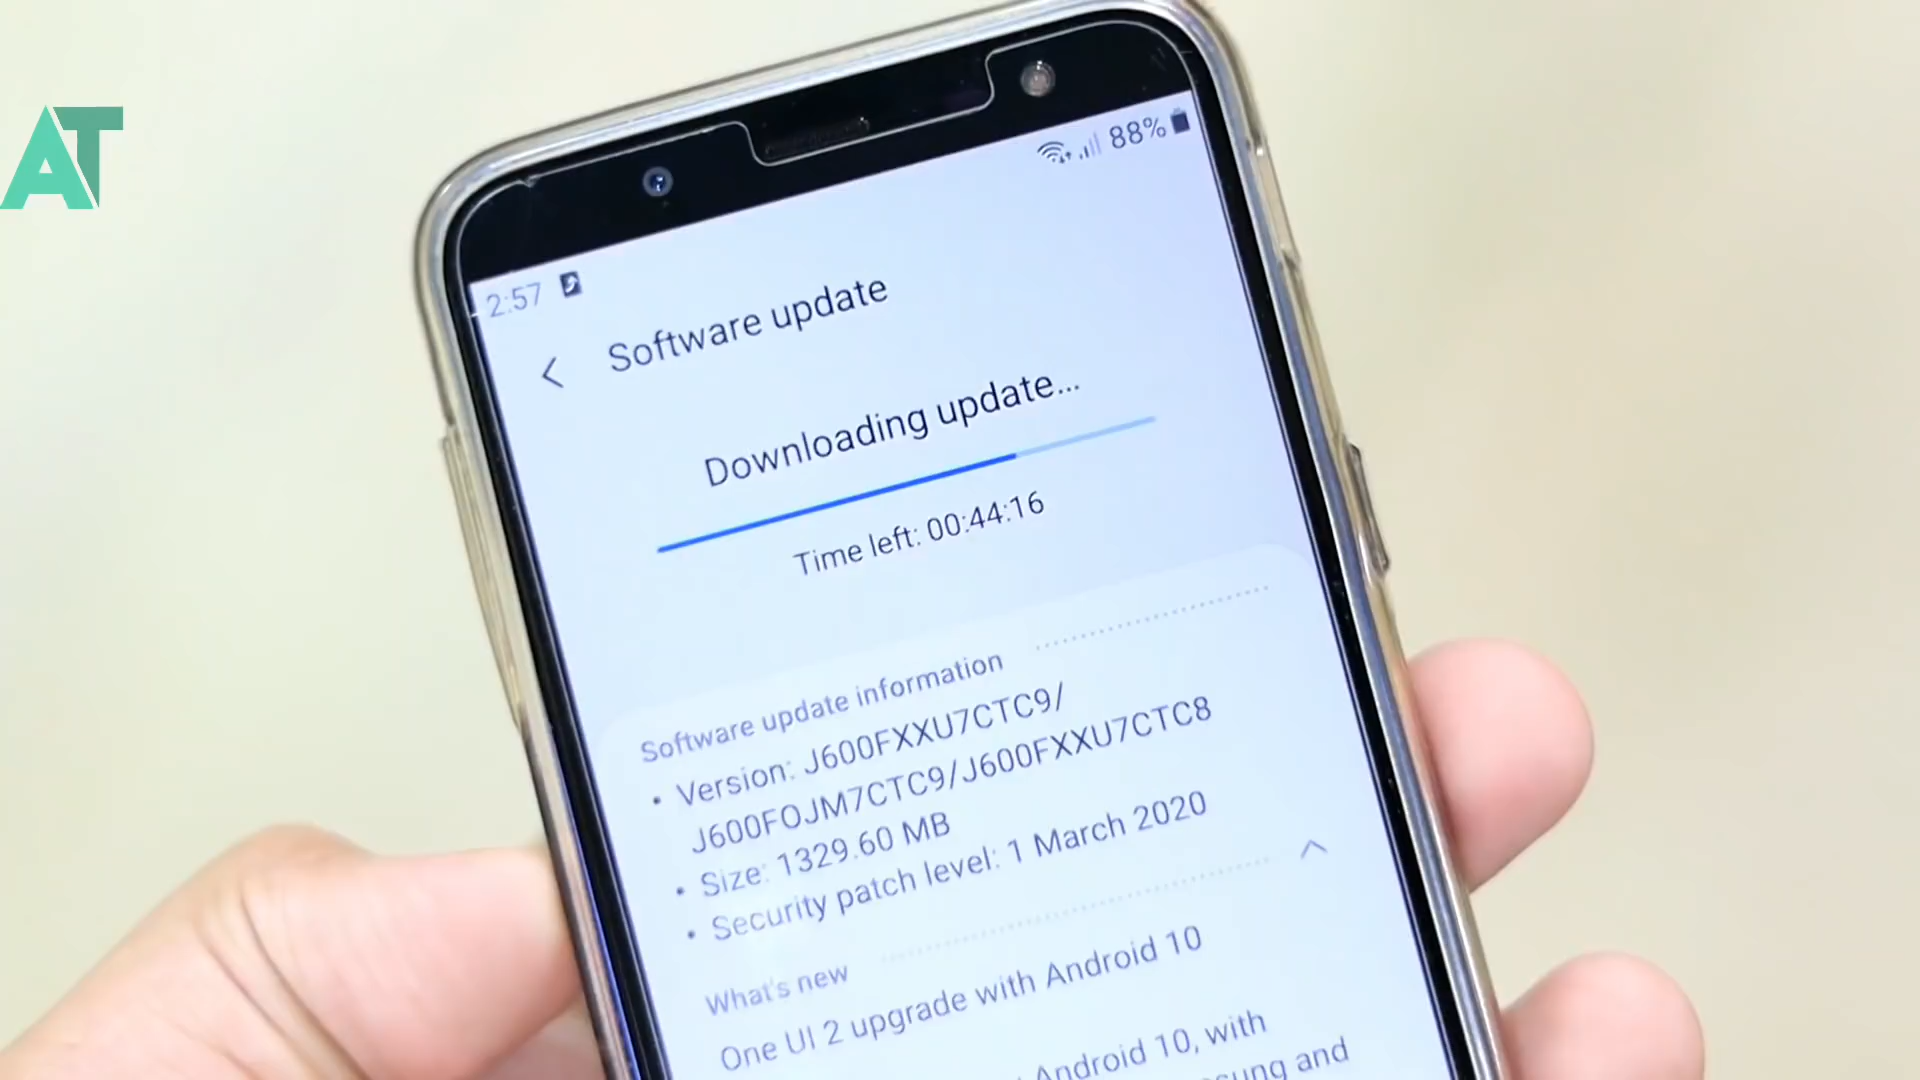 AT
88%
2:57
Software update
Downloading update...
Time left: 00:44:16
Software update information
• Version: J600FXXU7CTC9/
J600FOJM7CTC9/J600FXXU7CTC8
• Size: 1329.60 MB
• Security patch level: 1 March 2020
What's new
One UI 2 upgrade with Android 10
Android 10, with
and